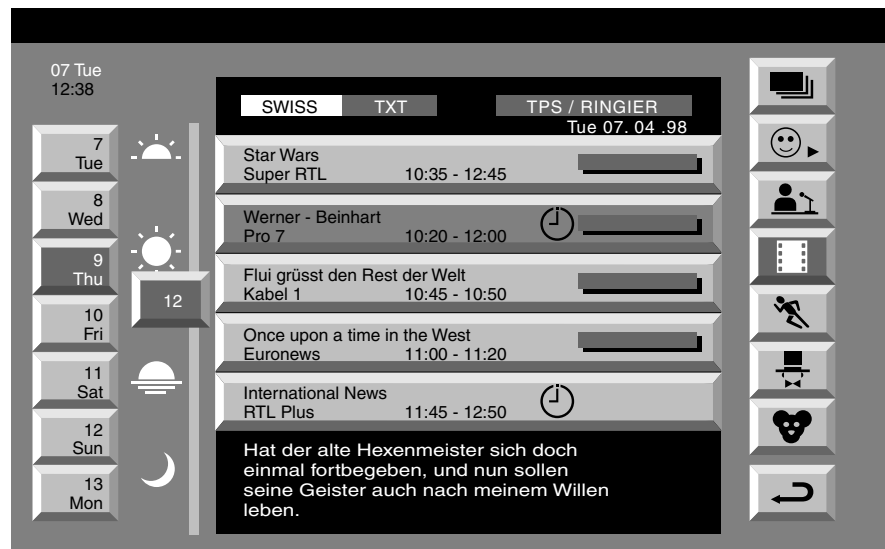 07 Tue
12:38
SWISS TXT TPS / RINGIER
Tue 07. 04 .98
7
Tue
8
Wed
9
Thu
10
Fri
11
Sat
12
Sun
13
Mon
12
Star Wars
Super RTL 10:35 - 12:45
Werner - Beinhart
Pro 7 10:20 - 12:00
Flui grüsst den Rest der Welt
Kabel 1 10:45 - 10:50
Once upon a time in the West
Euronews 11:00 - 11:20
International News
RTL Plus 11:45 - 12:50
Hat der alte Hexenmeister sich doch
einmal fortbegeben, und nun sollen
seine Geister auch nach meinem Willen
leben.